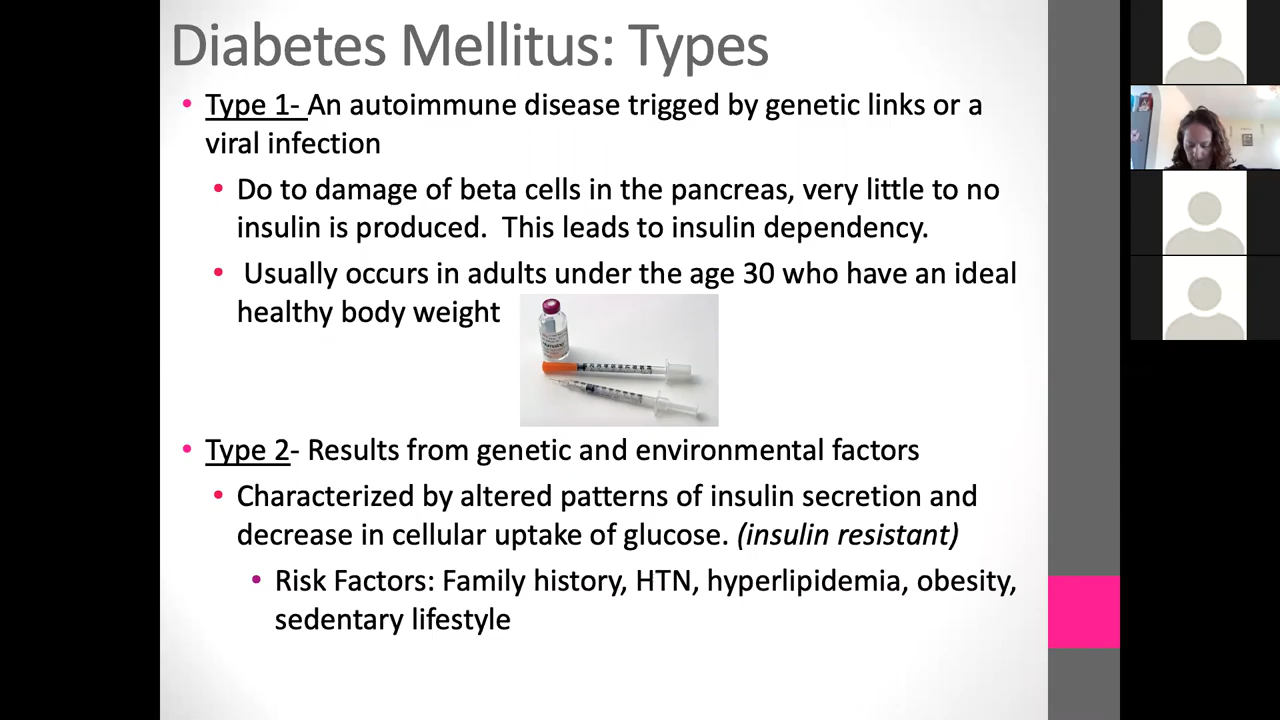 Diabetes Mellitus: Types
• Type 1- An autoimmune disease trigged by genetic links or a
viral infection
• Do to damage of beta cells in the pancreas, very little to no
insulin is produced.  This leads to insulin dependency.
• Usually occurs in adults under the age 30 who have an ideal
healthy body weight
• Type 2- Results from genetic and environmental factors
• Characterized by altered patterns of insulin secretion and
decrease in cellular uptake of glucose. (insulin resistant)
• Risk Factors: Family history, HTN, hyperlipidemia, obesity,
sedentary lifestyle